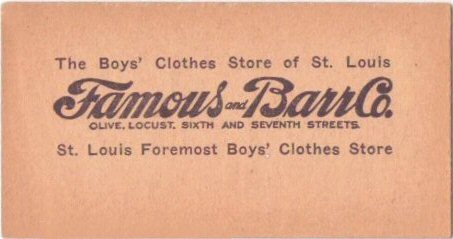 The Boys' Clothes Store of St. Louis
Famous and Barr Co.
OLIVE, LOCUST, SIXTH AND SEVENTH STREETS.
St. Louis Foremost Boys' Clothes Store